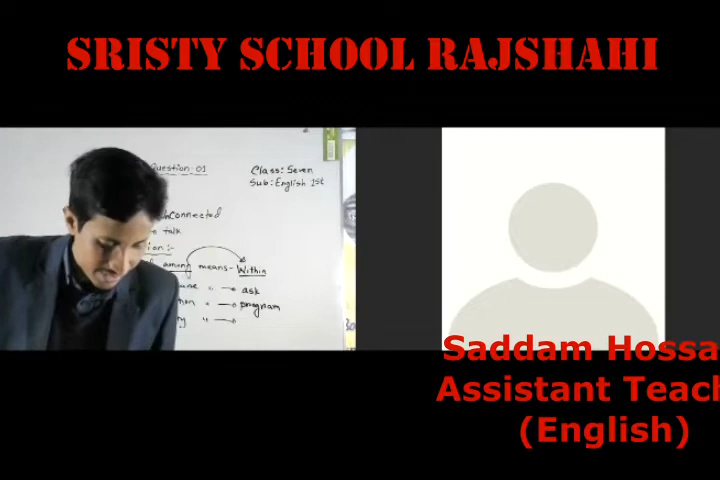 SRISTY SCHOOL RAJSHAHI
Question-01
Class: Seven
Sub: English 1st
Connected
talk
among means- Within
" → ask
" → program
" →
Saddam Hossa
Assistant Teach
(English)